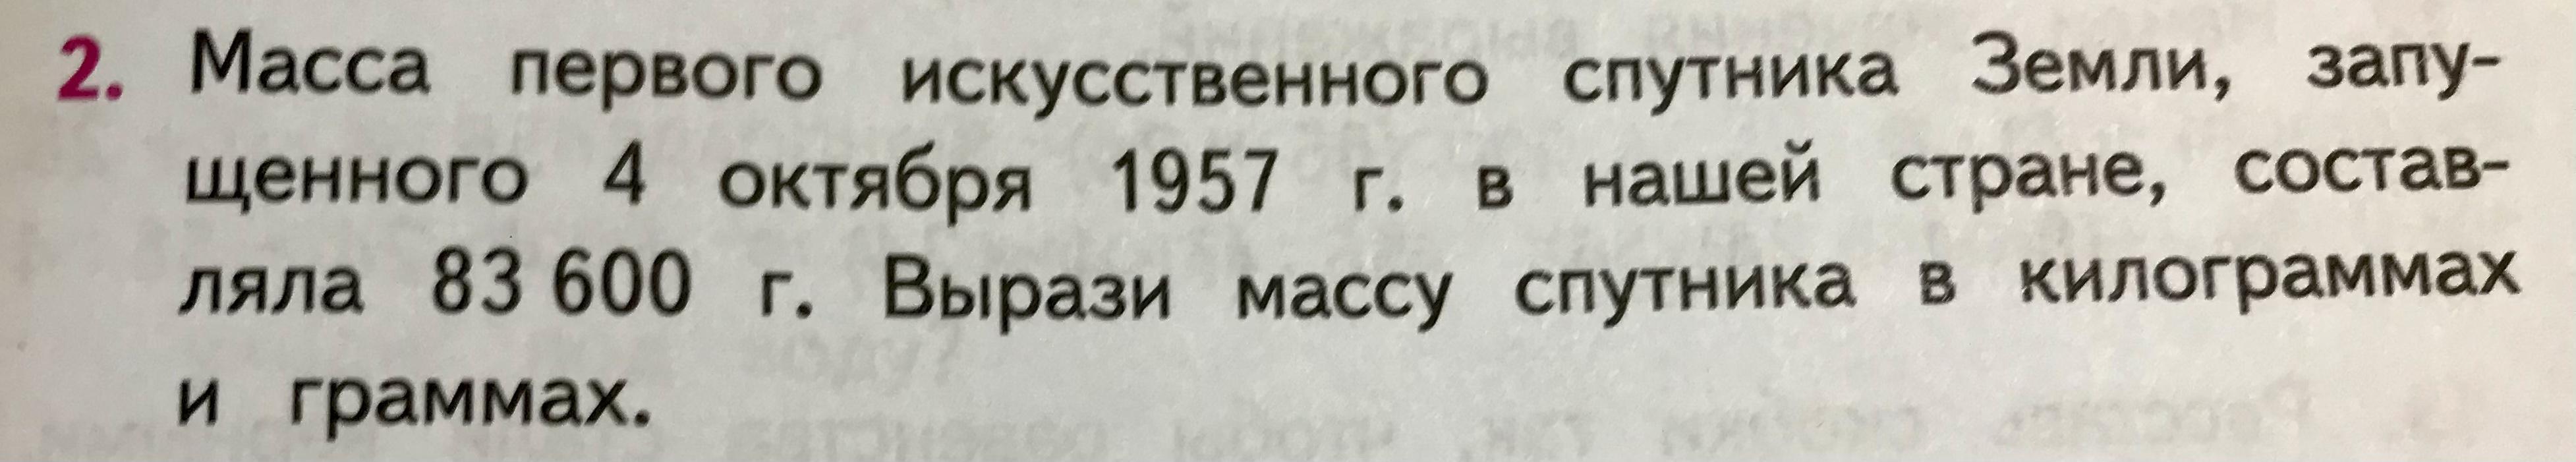 2. Масса первого искусственного спутника Земли, запу-
щенного 4 октября 1957 г. в нашей стране, состав-
ляла 83 600 г. Вырази массу спутника в килограммах
и граммах.